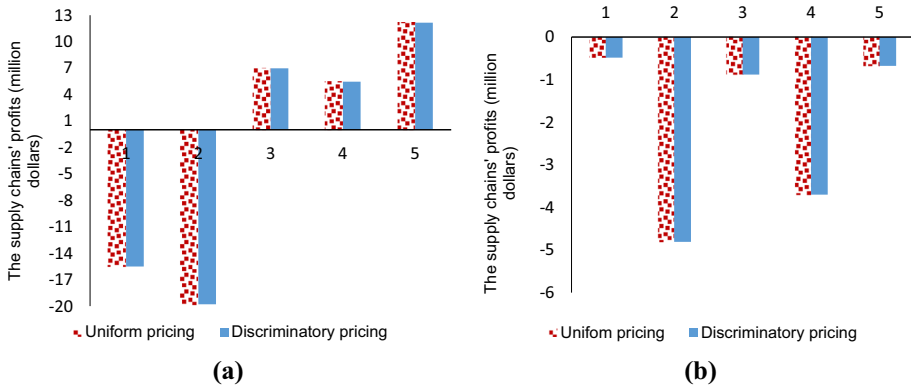 The supply chains' profits (million
dollars)
13
10
7
4
1
-2
-5
-8
-11
-14
-17
-20
1
2
3
4
5
Uniform pricing
Discriminatory pricing
(a)
The supply chains' profits (million
dollars)
1
2
3
4
5
0
-1
-2
-3
-4
-5
-6
Unifom pricing
Discriminatory pricing
(b)